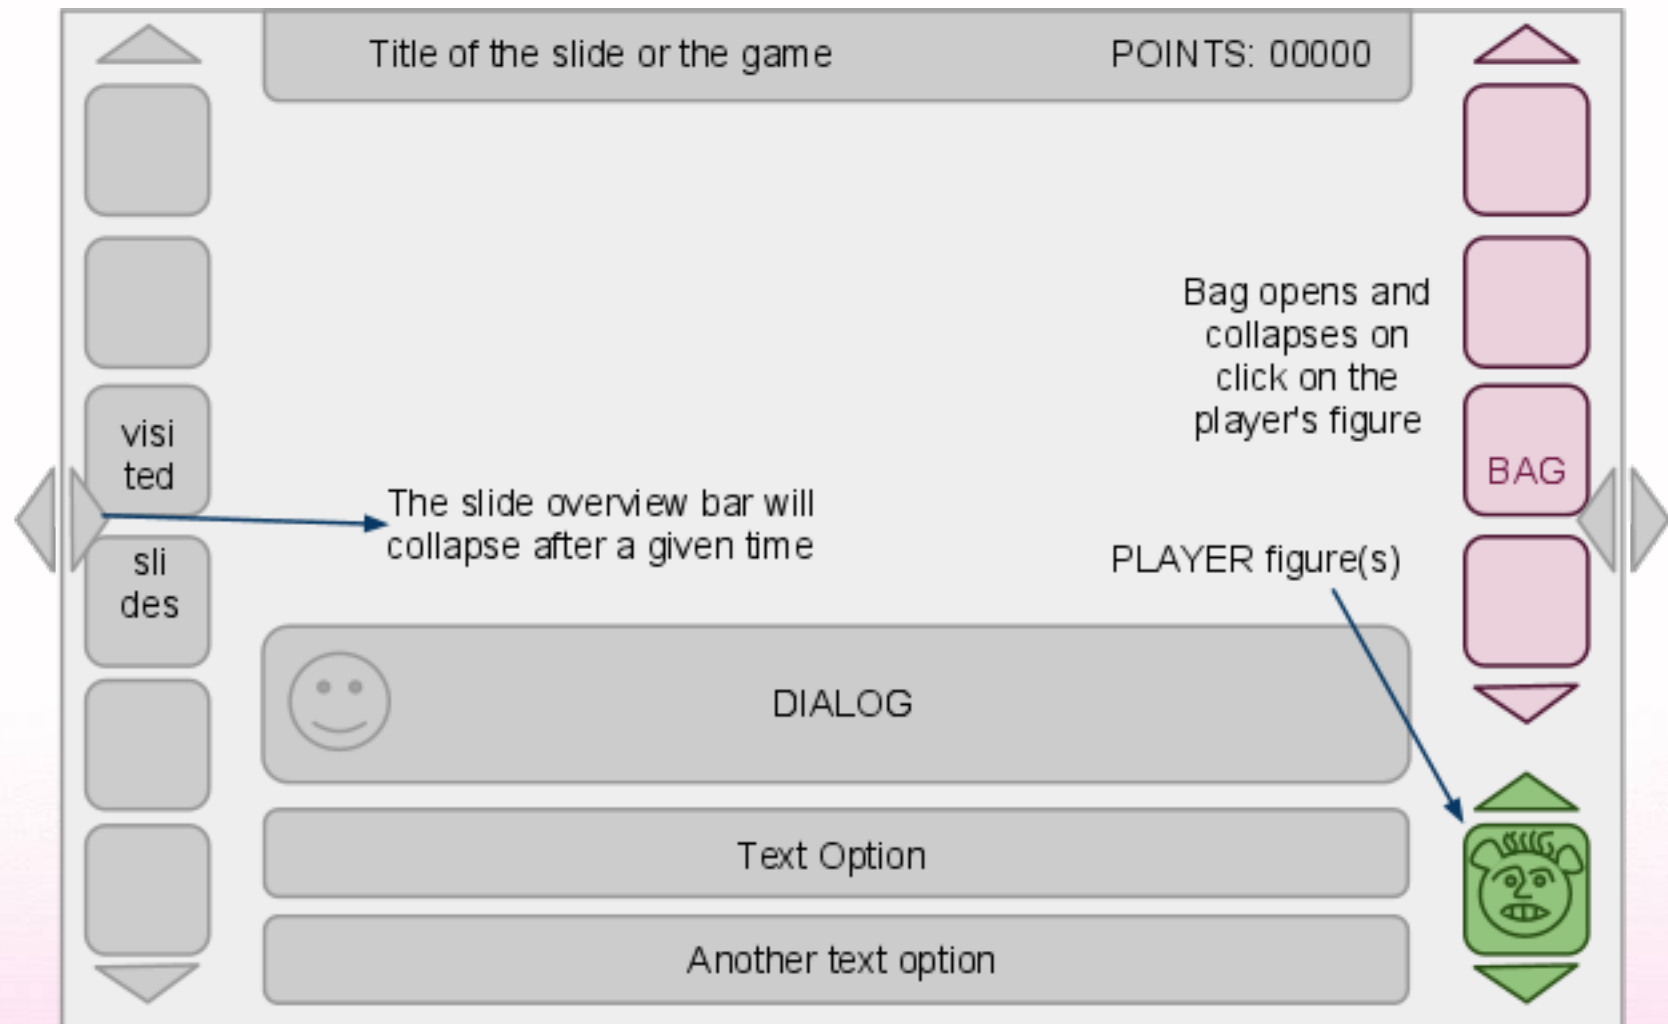 Title of the slide or the game
POINTS: 00000
Bag opens and
collapses on
click on the
player's figure
visi
ted
sli
des
BAG
The slide overview bar will
collapse after a given time
PLAYER figure(s)
DIALOG
Text Option
Another text option